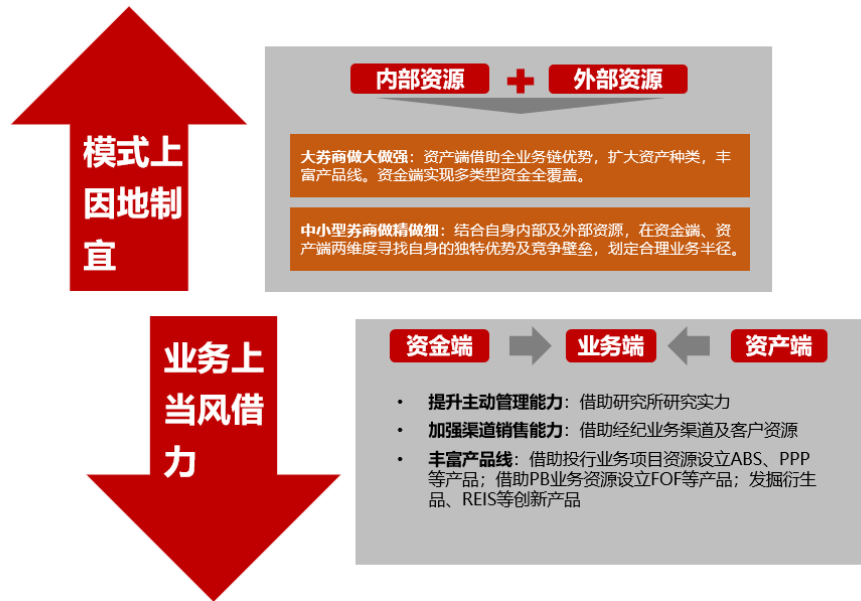 模式上
因地制
宜
内部资源
外部资源
大券商做大做强：资产端借助全业务链优势，扩大资产种类，丰
富产品线。资金端实现多类型资金全覆盖。
中小型券商做精做细：结合自身内部及外部资源，在资金端、资
产端两维度寻找自身的独特优势及竞争壁垒，划定合理业务半径。
业务上
当风借
力
资金端
业务端
资产端
• 提升主动管理能力：借助研究所研究实力
• 加强渠道销售能力：借助经纪业务渠道及客户资源
• 丰富产品线：借助投行业务项目资源设立ABS、PPP
等产品；借助PB业务资源设立FOF等产品；发掘衍生
品、REIS等创新产品